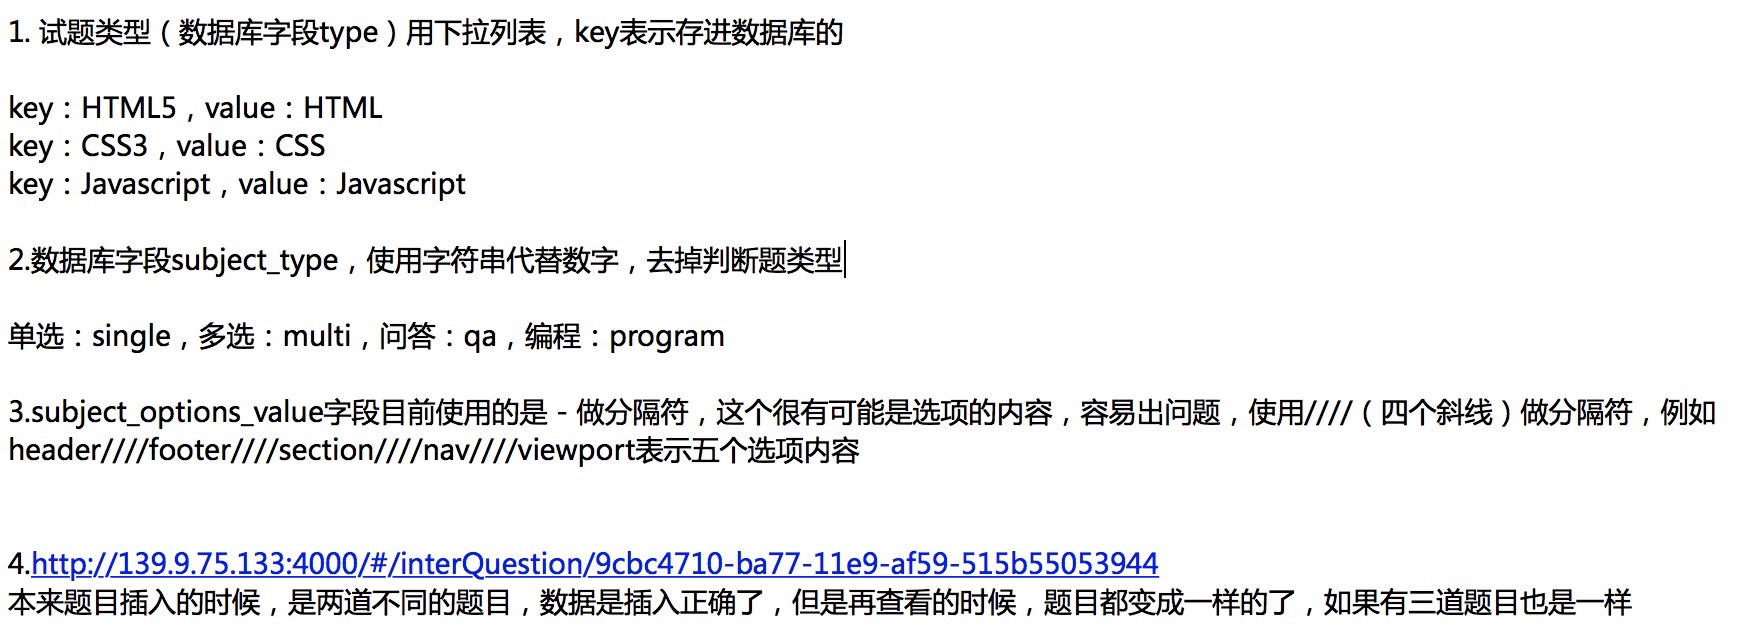 1. 试题类型（数据库字段type）用下拉列表，key表示存进数据库的
key：HTML5，value：HTML
key：CSS3，value：CSS
key：Javascript，value：Javascript
2.数据库字段subject_type，使用字符串代替数字，去掉判断题类型
单选：single，多选：multi，问答：qa，编程：program
3.subject_options_value字段目前使用的是 - 做分隔符，这个很有可能是选项的内容，容易出问题，使用////（四个斜线）做分隔符，例如
header////footer////section////nav////viewport表示五个选项内容
4.http://139.9.75.133:4000/#/interQuestion/9cbc4710-ba77-11e9-af59-515b55053944
本来题目插入的时候，是两道不同的题目，数据是插入正确了，但是再查看的时候，题目都变成一样的了，如果有三道题目也是一样